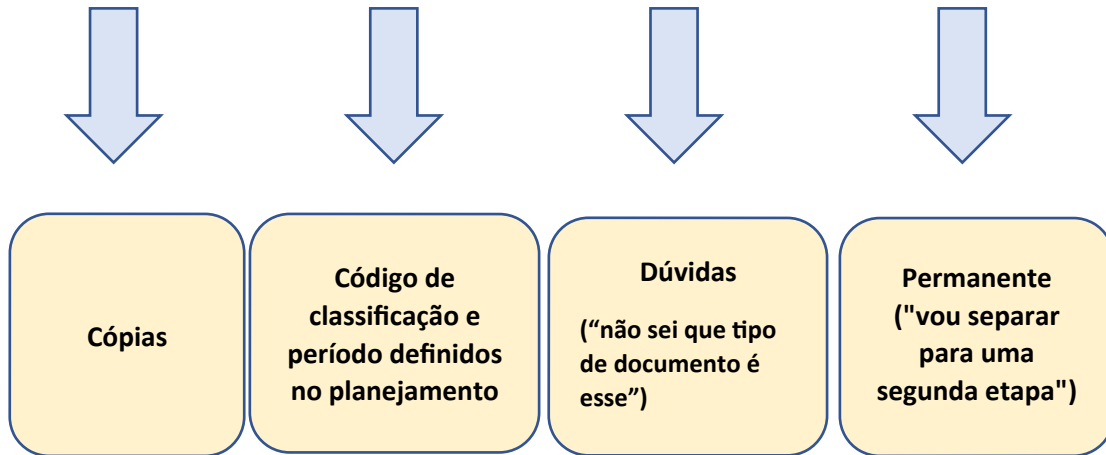 Cópias
Código de
classificação e
período definidos
no planejamento
Dúvidas
(“não sei que tipo
de documento é
esse”)
Permanente
("vou separar
para uma
segunda etapa")